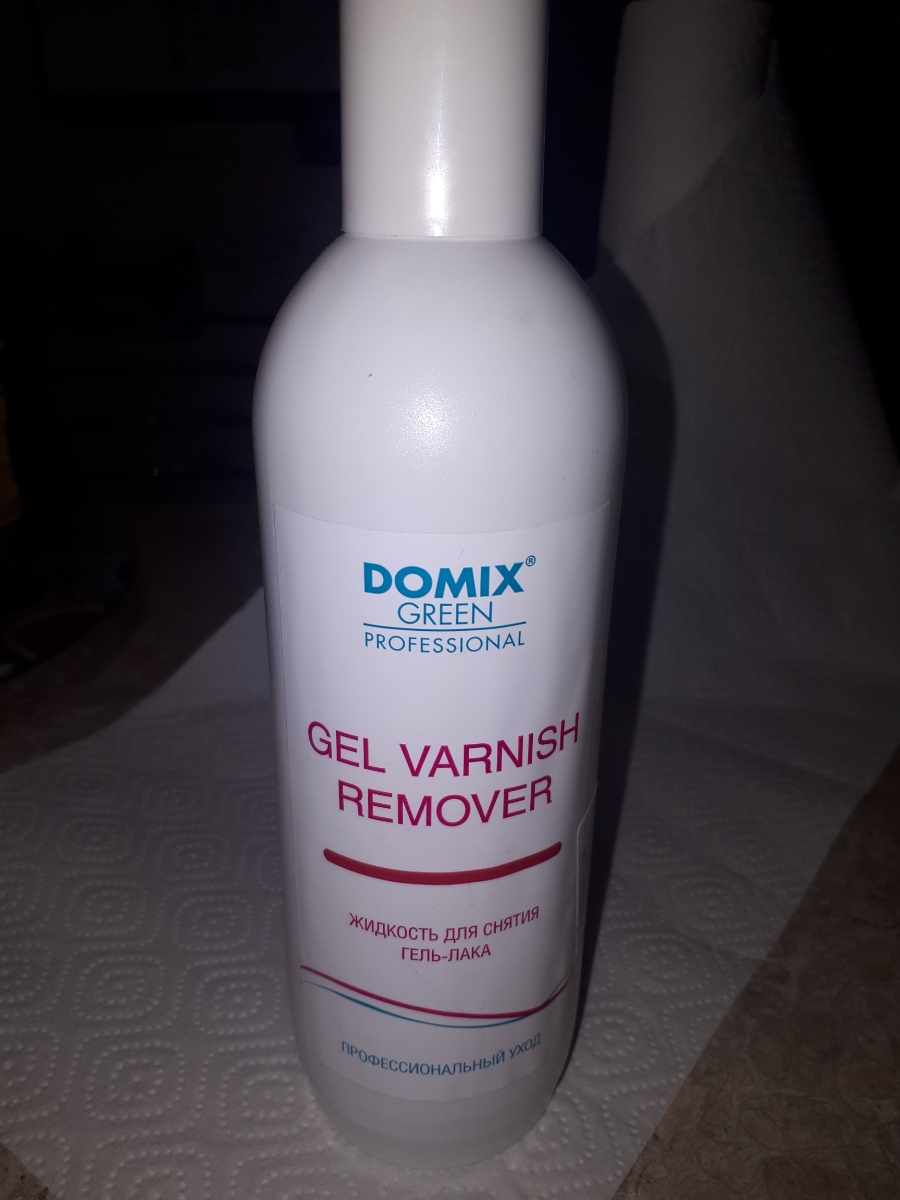 DOMIX®
GREEN
PROFESSIONAL
GEL VARNISH
REMOVER
ЖИДКОСТЬ ДЛЯ СНЯТИЯ
ГЕЛЬ-ЛАКА
ПРОФЕССИОНАЛЬНЫЙ УХОД